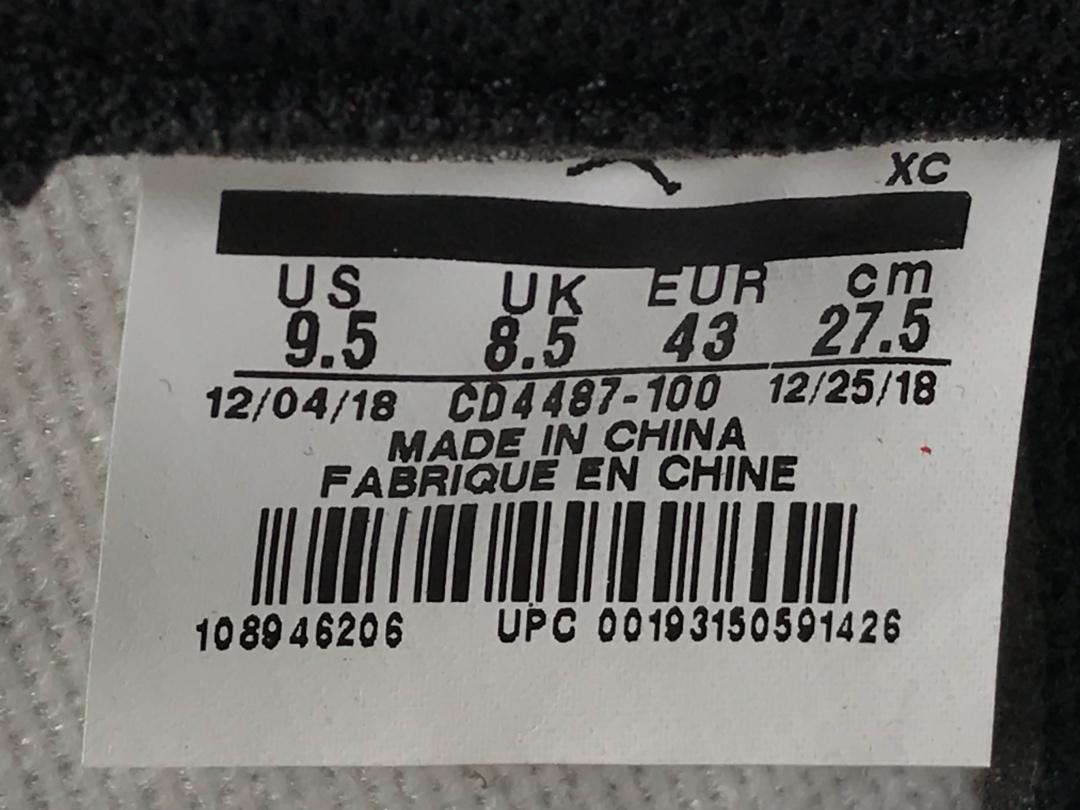 XC
US UK EUR cm
9.5 8.5 43 27.5
12/04/18 CD4487-100 12/25/18
MADE IN CHINA
FABRIQUE EN CHINE
108946206 UPC 00193150591426